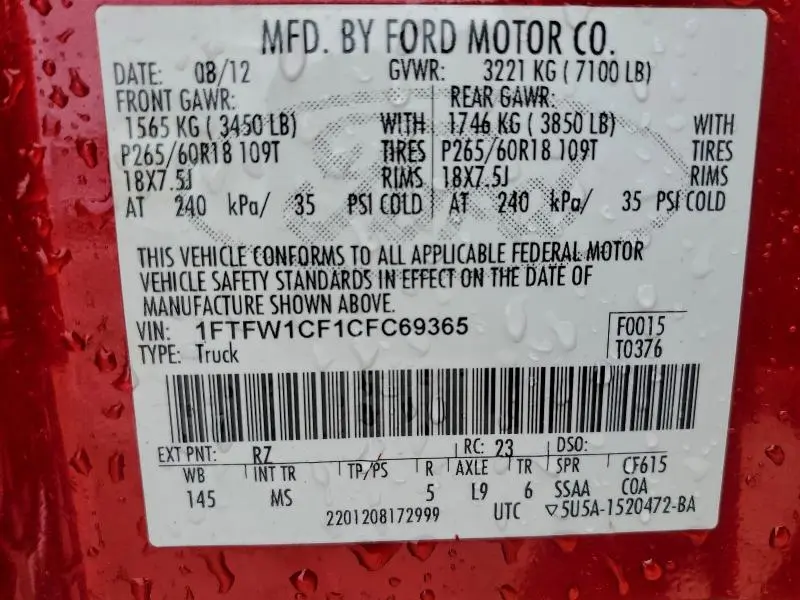 MFD. BY FORD MOTOR CO.
DATE: 08/12 GVWR: 3221 KG ( 7100 LB)
FRONT GAWR: REAR GAWR:
1565 KG ( 3450 LB) WITH 1746 KG ( 3850 LB) WITH
P265/60R18 109T TIRES P265/60R18 109T TIRES
18X7.5J RIMS 18X7.5J RIMS
AT 240 kPa/ 35 PSI COLD AT 240 kPa/ 35 PSI COLD
THIS VEHICLE CONFORMS TO ALL APPLICABLE FEDERAL MOTOR
VEHICLE SAFETY STANDARDS IN EFFECT ON THE DATE OF
MANUFACTURE SHOWN ABOVE.
VIN: 1FTFW1CF1CFC69365 F0015
TYPE: Truck T0376
EXT PNT: RZ RC: 23 DSO:
WB INT TR TP/PS R AXLE TR SPR CF615
145 MS 5 L9 6 SSAA COA
2201208172999 UTC ▽5U5A-1520472-BA